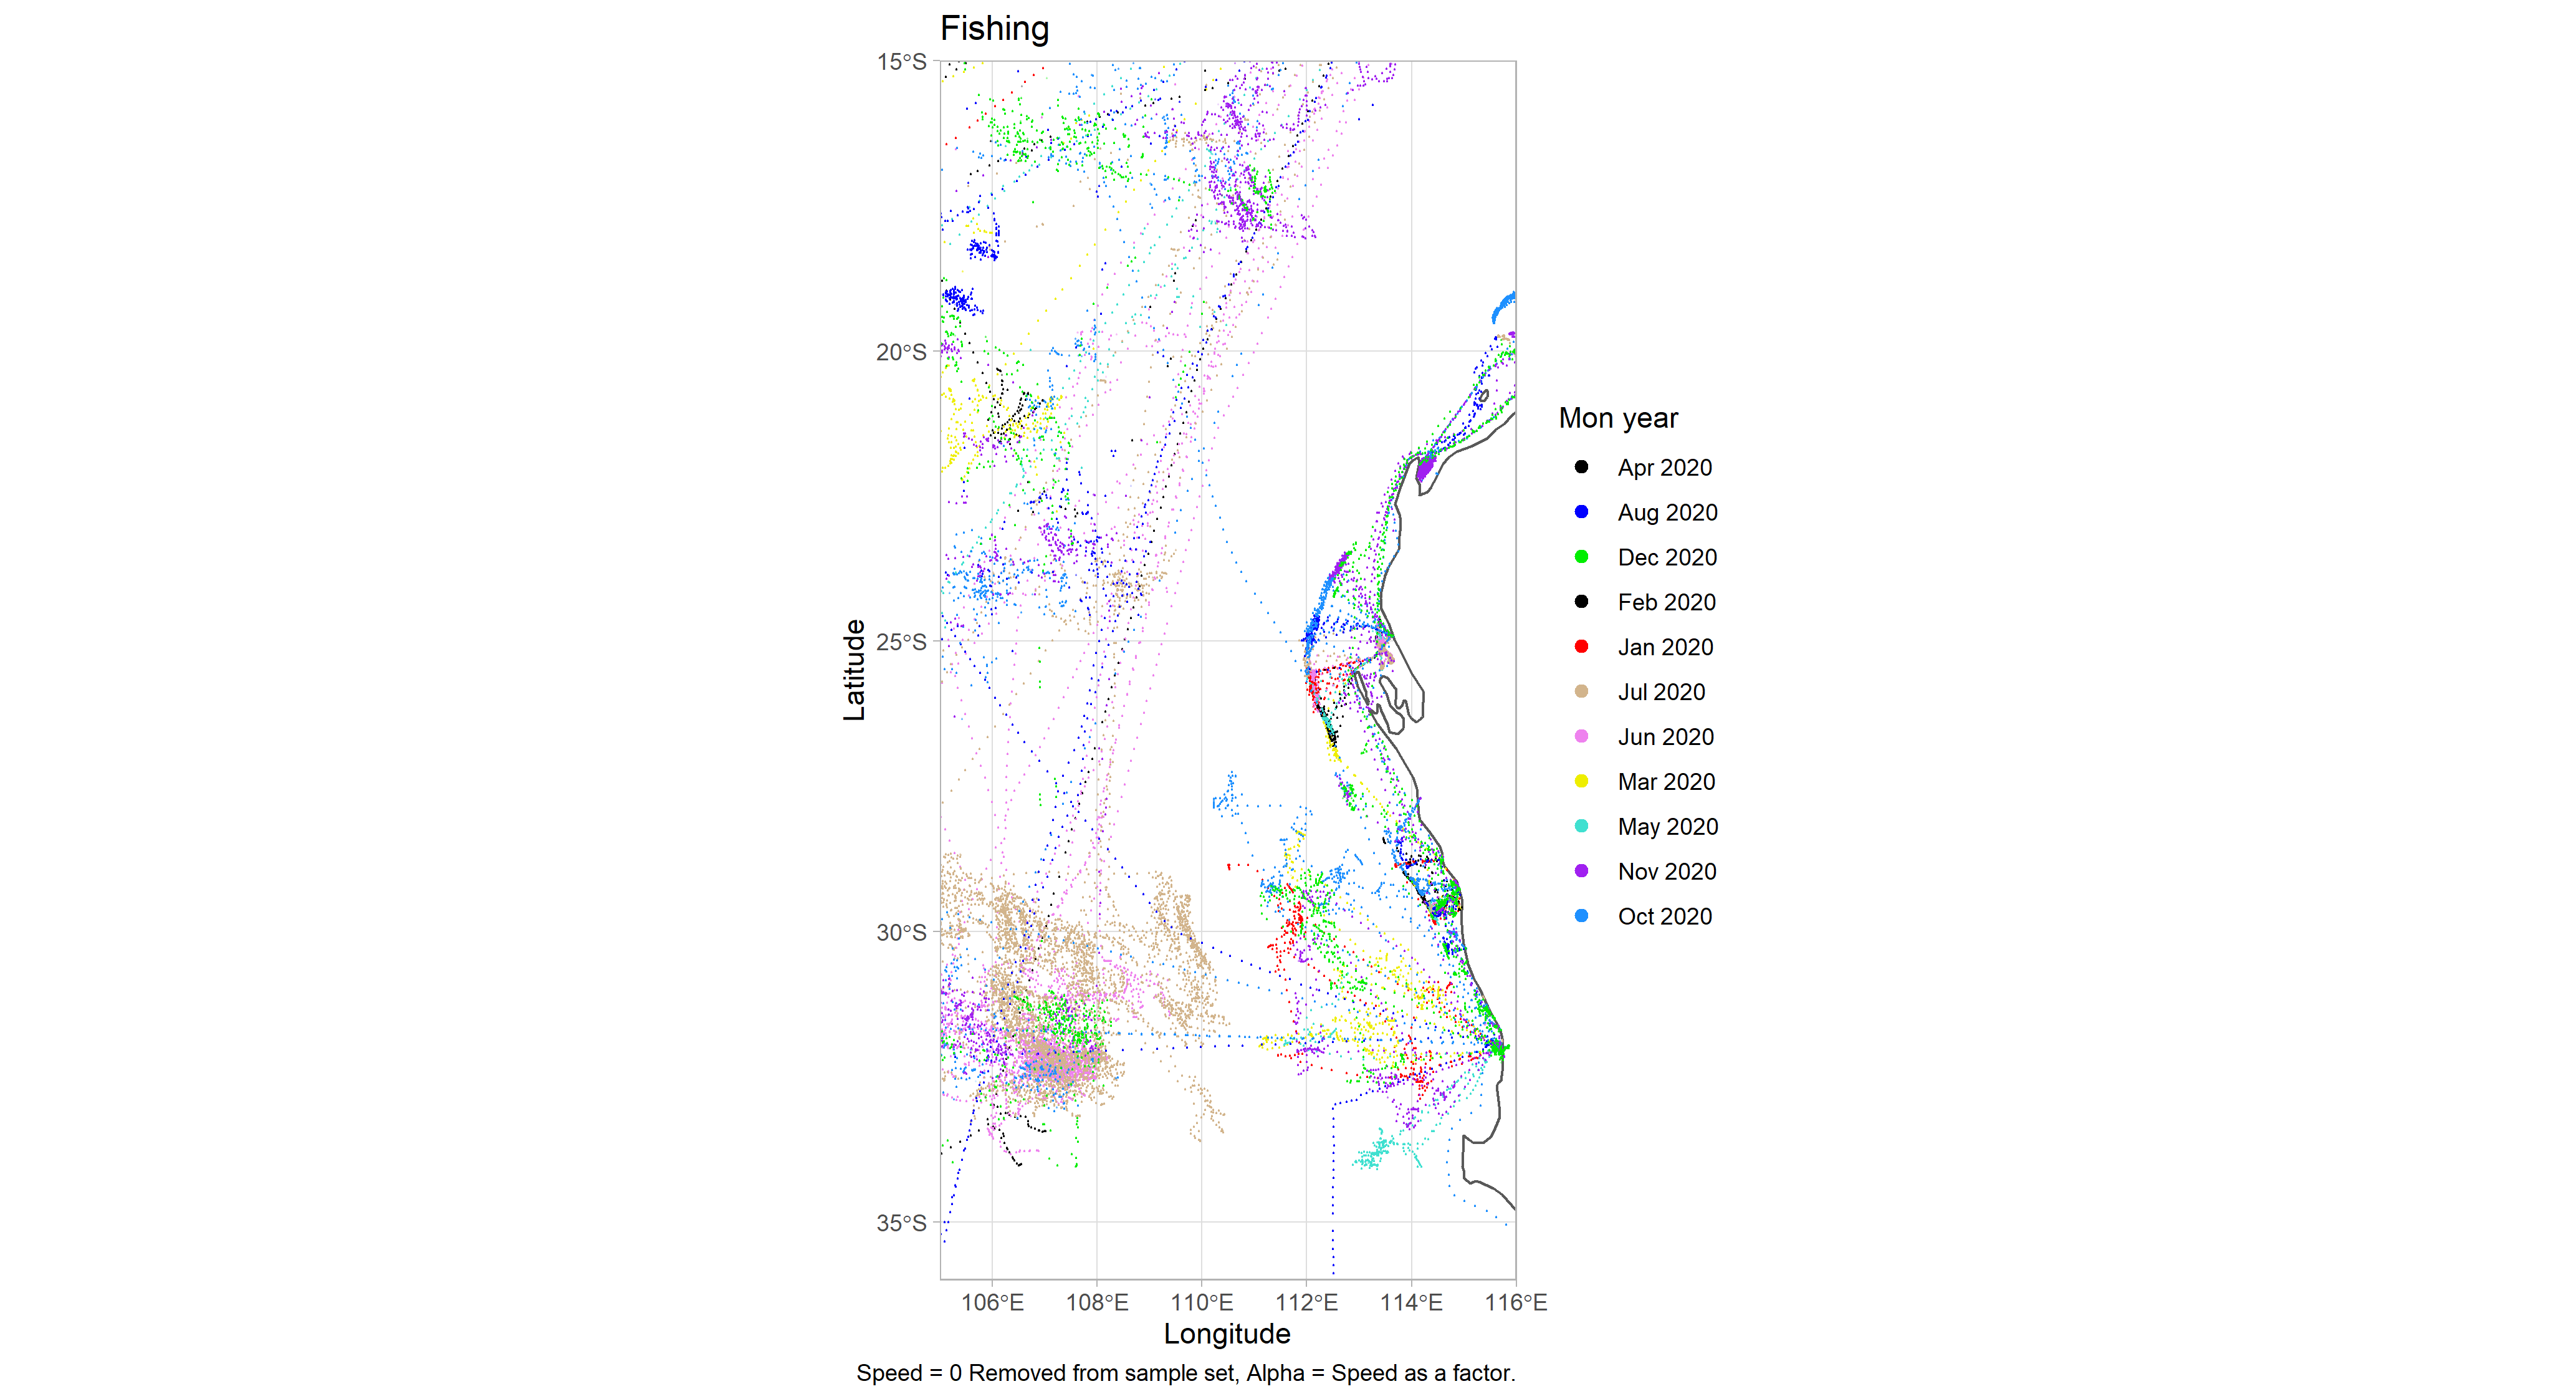 Fishing
15°S
20°S
25°S
30°S
35°S
Latitude
106°E 108°E 110°E 112°E 114°E 116°E
Longitude
Speed = 0 Removed from sample set, Alpha = Speed as a factor.
Mon year
Apr 2020
Aug 2020
Dec 2020
Feb 2020
Jan 2020
Jul 2020
Jun 2020
Mar 2020
May 2020
Nov 2020
Oct 2020